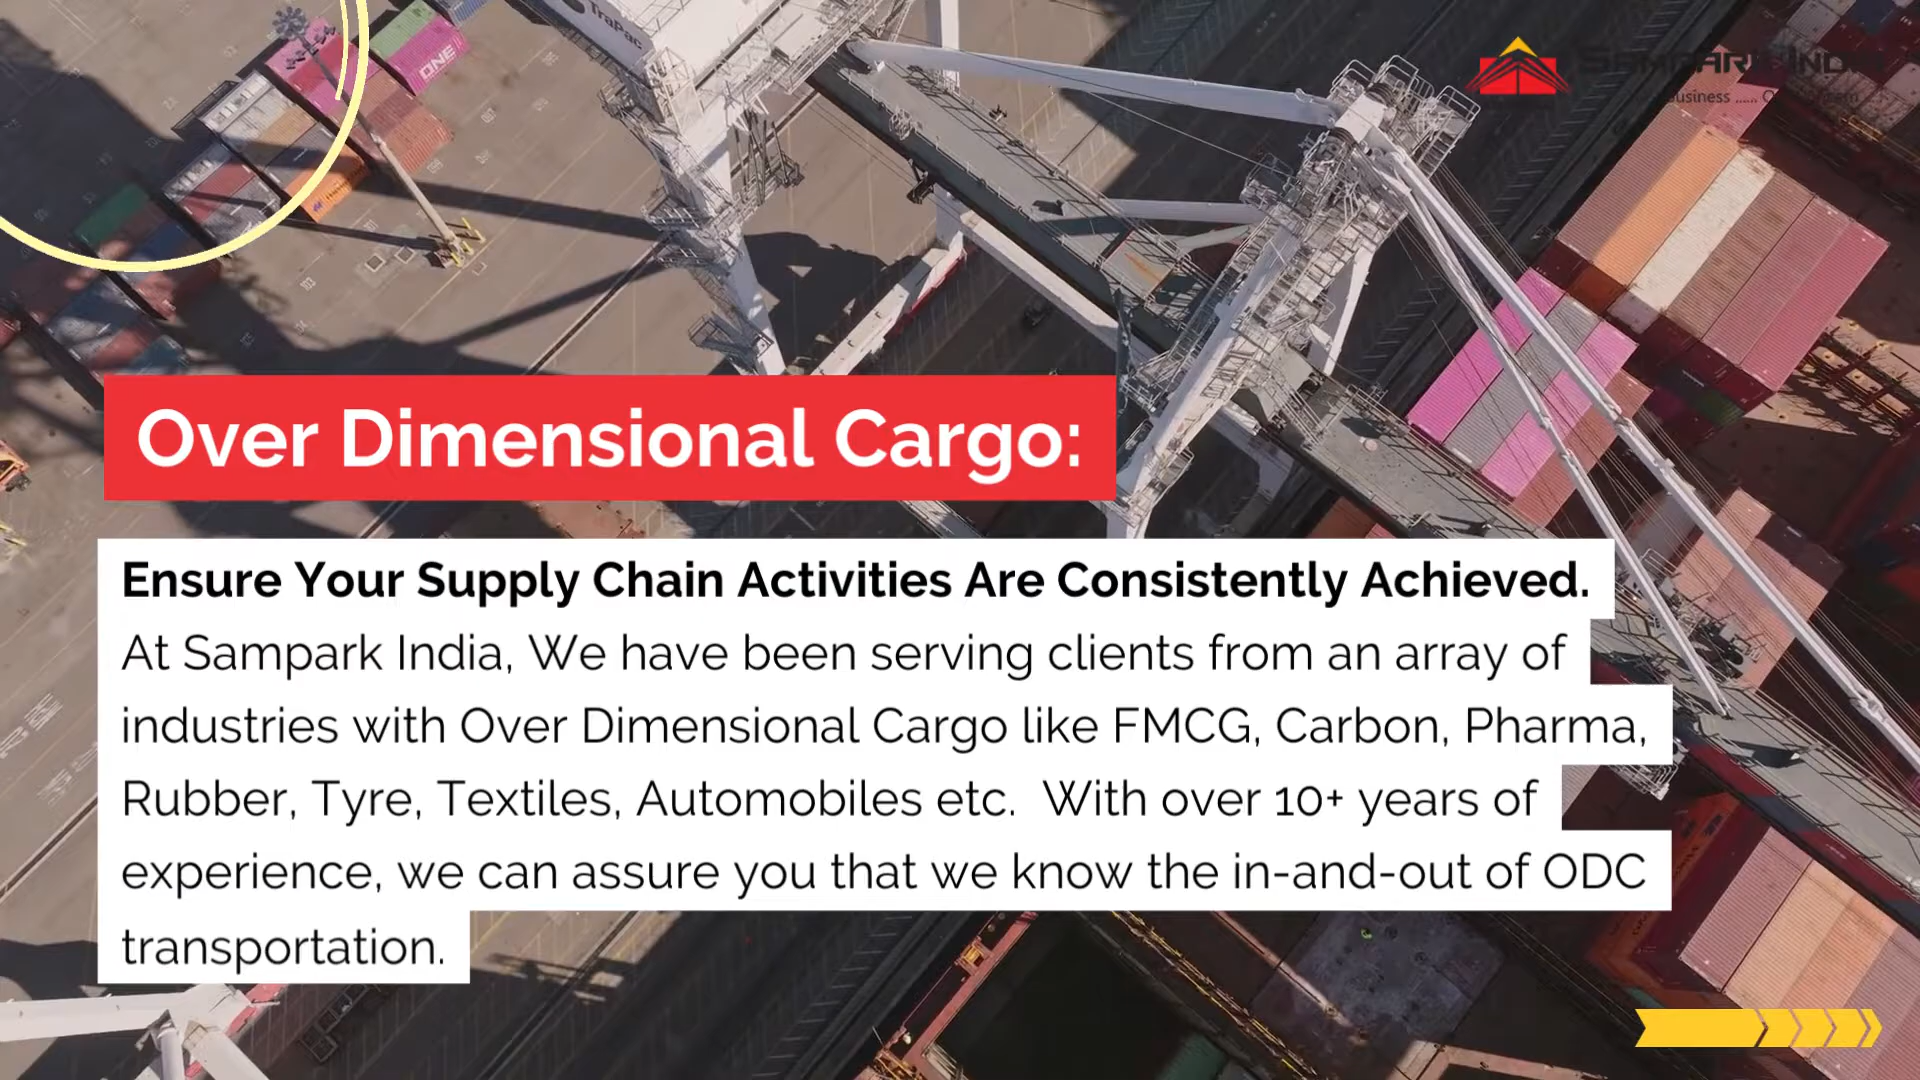 TraPac
ONE
SAMPARK INDIA
Over Dimensional Cargo:
Ensure Your Supply Chain Activities Are Consistently Achieved.
At Sampark India, We have been serving clients from an array of
industries with Over Dimensional Cargo like FMCG, Carbon, Pharma,
Rubber, Tyre, Textiles, Automobiles etc. With over 10+ years of
experience, we can assure you that we know the in-and-out of ODC
transportation.